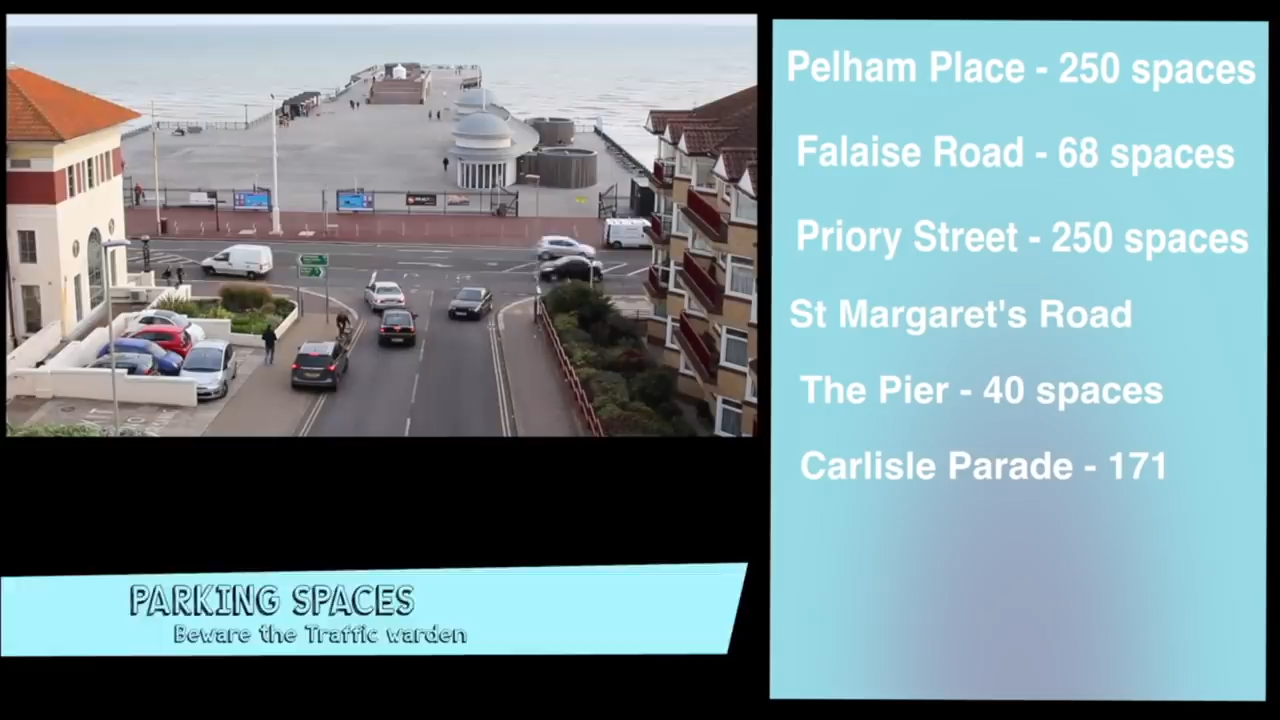 Pelham Place - 250 spaces
Falaise Road - 68 spaces
Priory Street - 250 spaces
St Margaret's Road
The Pier - 40 spaces
Carlisle Parade - 171
PARKING SPACES
Beware the Traffic warden